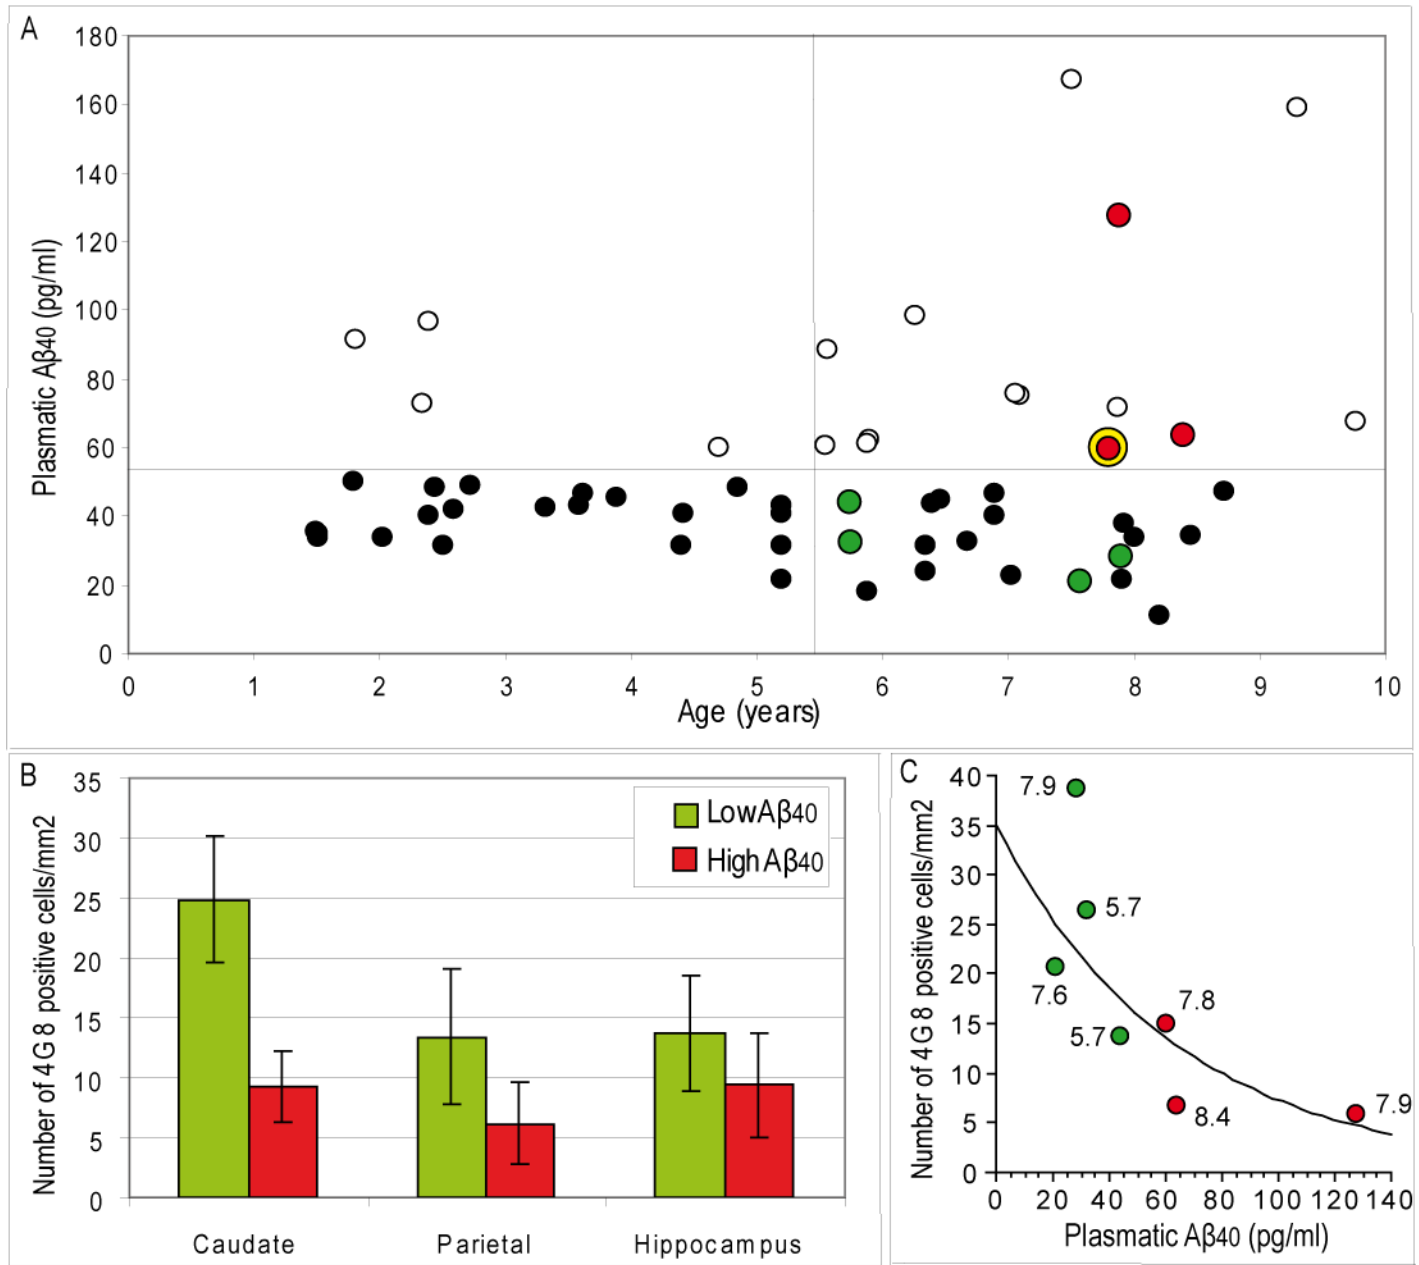 A
180
160
140
120
100
80
60
40
20
0
Plasmatic Aβ40 (pg/ml)
0 1 2 3 4 5 6 7 8 9 10
Age (years)
B
35
30
25
20
15
10
5
0
Number of 4G8 positive cells/mm2
LowAβ40
High Aβ40
Caudate Parietal Hippocampus
C
40
35
30
25
20
15
10
5
0
Number of 4G8 positive cells/mm2
7.9
5.7
7.6
7.8
5.7
8.4
7.9
0 20 40 60 80 100 120 140
Plasmatic Aβ40 (pg/ml)